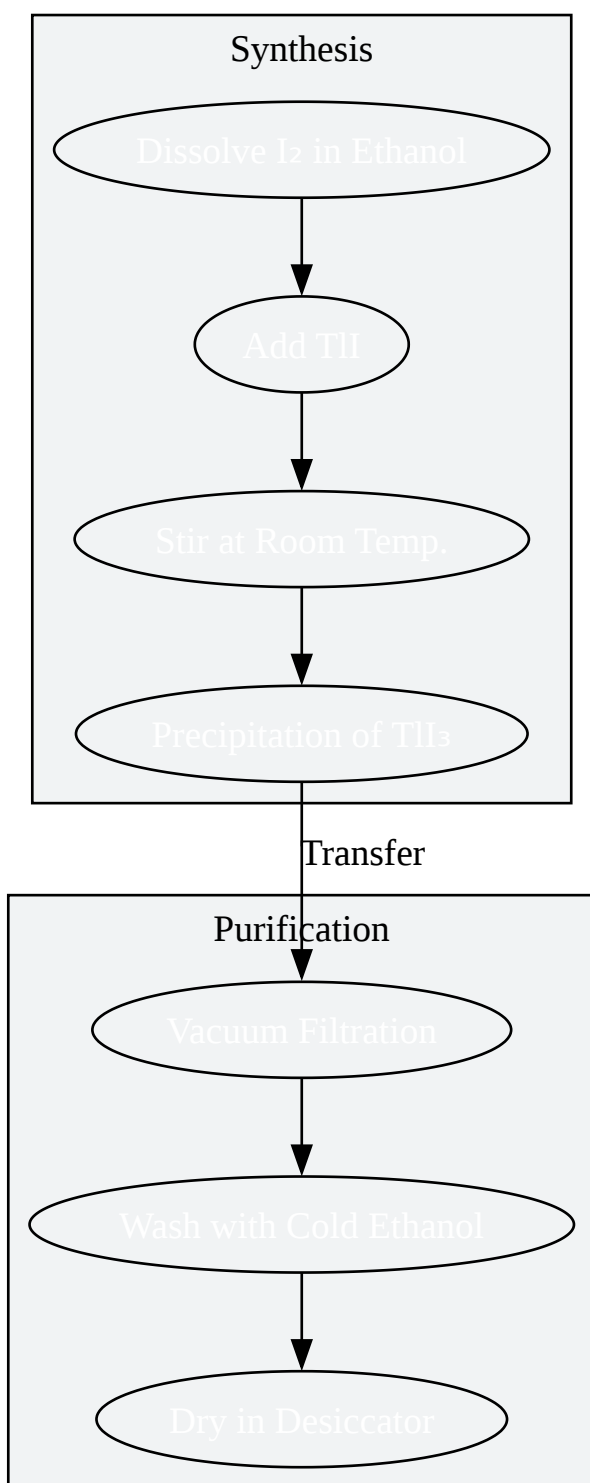 Synthesis
Dissolve I₂ in Ethanol
Add TlI
Stir at Room Temp.
Precipitation of TlI₃
Transfer
Purification
Vacuum Filtration
Wash with Cold Ethanol
Dry in Desiccator